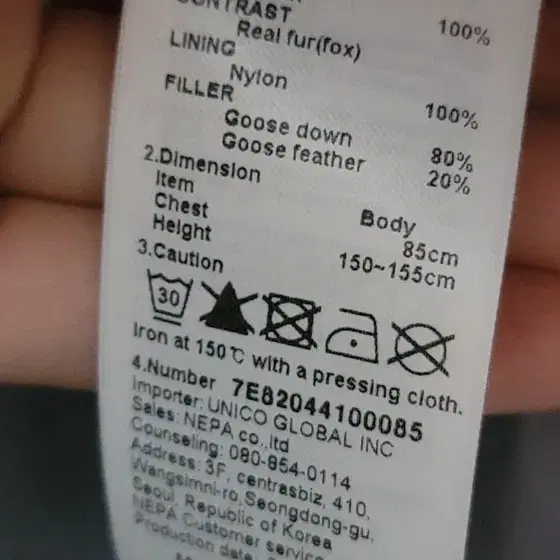 CONTRAST
Real fur(fox) 100%
LINING
Nylon 100%
FILLER
Goose down 80%
Goose feather 20%
2.Dimension
Item Body
Chest 85cm
Height 150~155cm
3.Caution
30
Iron at 150℃ with a pressing cloth.
4.Number 7E82044100085
Importer: UNICO GLOBAL INC
Sales: NEPA co.,ltd
Counseling: 080-854-0114
Address: 3F, centrasbiz, 410,
Wangsimni-ro, Seongdong-gu,
Seoul, Republic of Korea
NEPA Customer service
Production date: